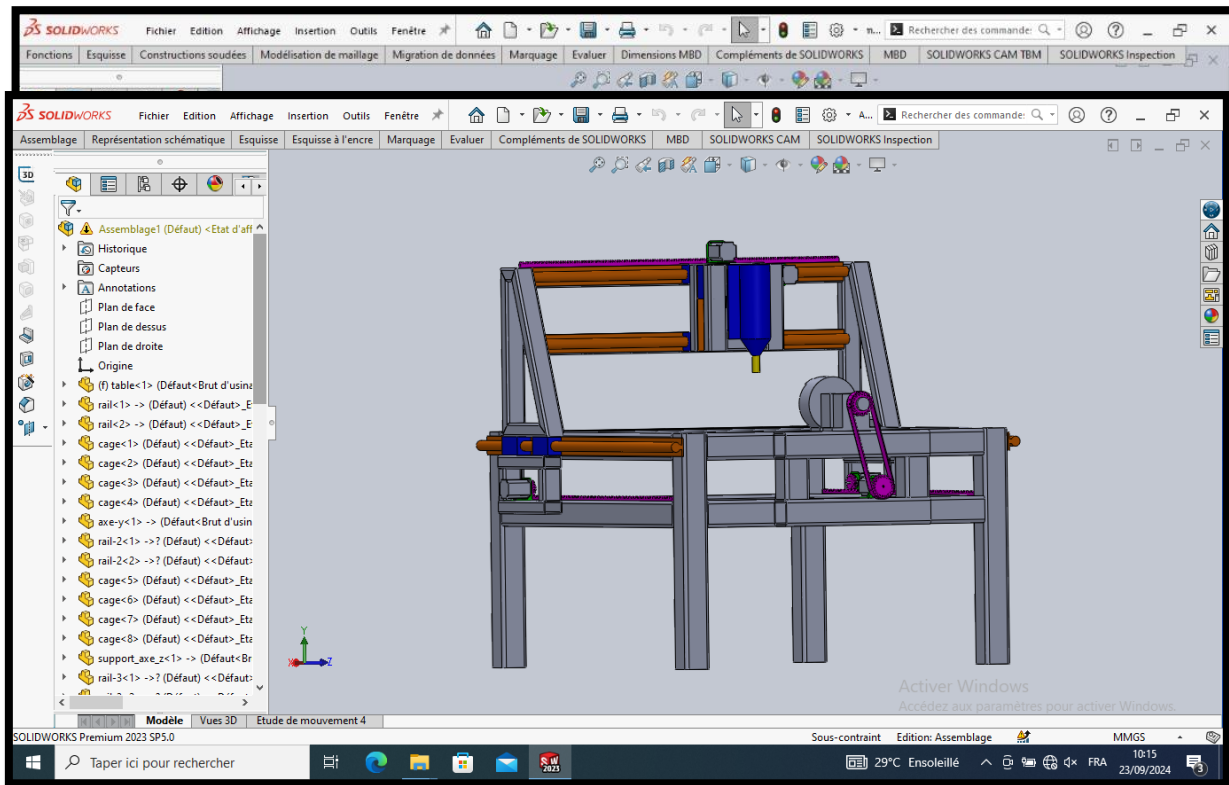 SOLIDWORKS Fichier Edition Affichage Insertion Outils Fenêtre n... Rechercher des commande:
Fonctions Esquisse Constructions soudées Modélisation de maillage Migration de données Marquage Evaluer Dimensions MBD Compléments de SOLIDWORKS MBD SOLIDWORKS CAM TBM SOLIDWORKS Inspection
SOLIDWORKS Fichier Edition Affichage Insertion Outils Fenêtre A... Rechercher des commande:
Assemblage Représentation schématique Esquisse Esquisse à l'encre Marquage Evaluer Compléments de SOLIDWORKS MBD SOLIDWORKS CAM SOLIDWORKS Inspection
3D
Assemblage1 (Défaut) <Etat d'aff
Historique
Capteurs
Annotations
Plan de face
Plan de dessus
Plan de droite
Origine
(f) table<1> (Défaut<Brut d'usina
rail<1> -> (Défaut) <<Défaut>_E
rail<2> -> (Défaut) <<Défaut>_E
cage<1> (Défaut) <<Défaut>_Eta
cage<2> (Défaut) <<Défaut>_Eta
cage<3> (Défaut) <<Défaut>_Eta
cage<4> (Défaut) <<Défaut>_Eta
axe-y<1> -> (Défaut<Brut d'usin
rail-2<1> ->? (Défaut) <<Défaut>
rail-2<2> ->? (Défaut) <<Défaut>
cage<5> (Défaut) <<Défaut>_Eta
cage<6> (Défaut) <<Défaut>_Eta
cage<7> (Défaut) <<Défaut>_Eta
cage<8> (Défaut) <<Défaut>_Eta
support_axe_z<1> -> (Défaut<Br
rail-3<1> ->? (Défaut) <<Défaut>
Y
X Z
Activer Windows
Accédez aux paramètres pour activer Windows.
Modèle Vues 3D Etude de mouvement 4
SOLIDWORKS Premium 2023 SP5.0 Sous-contraint Edition: Assemblage MMGS
Taper ici pour rechercher SW 2023 29°C Ensoleillé FRA 10:15
23/09/2024 3